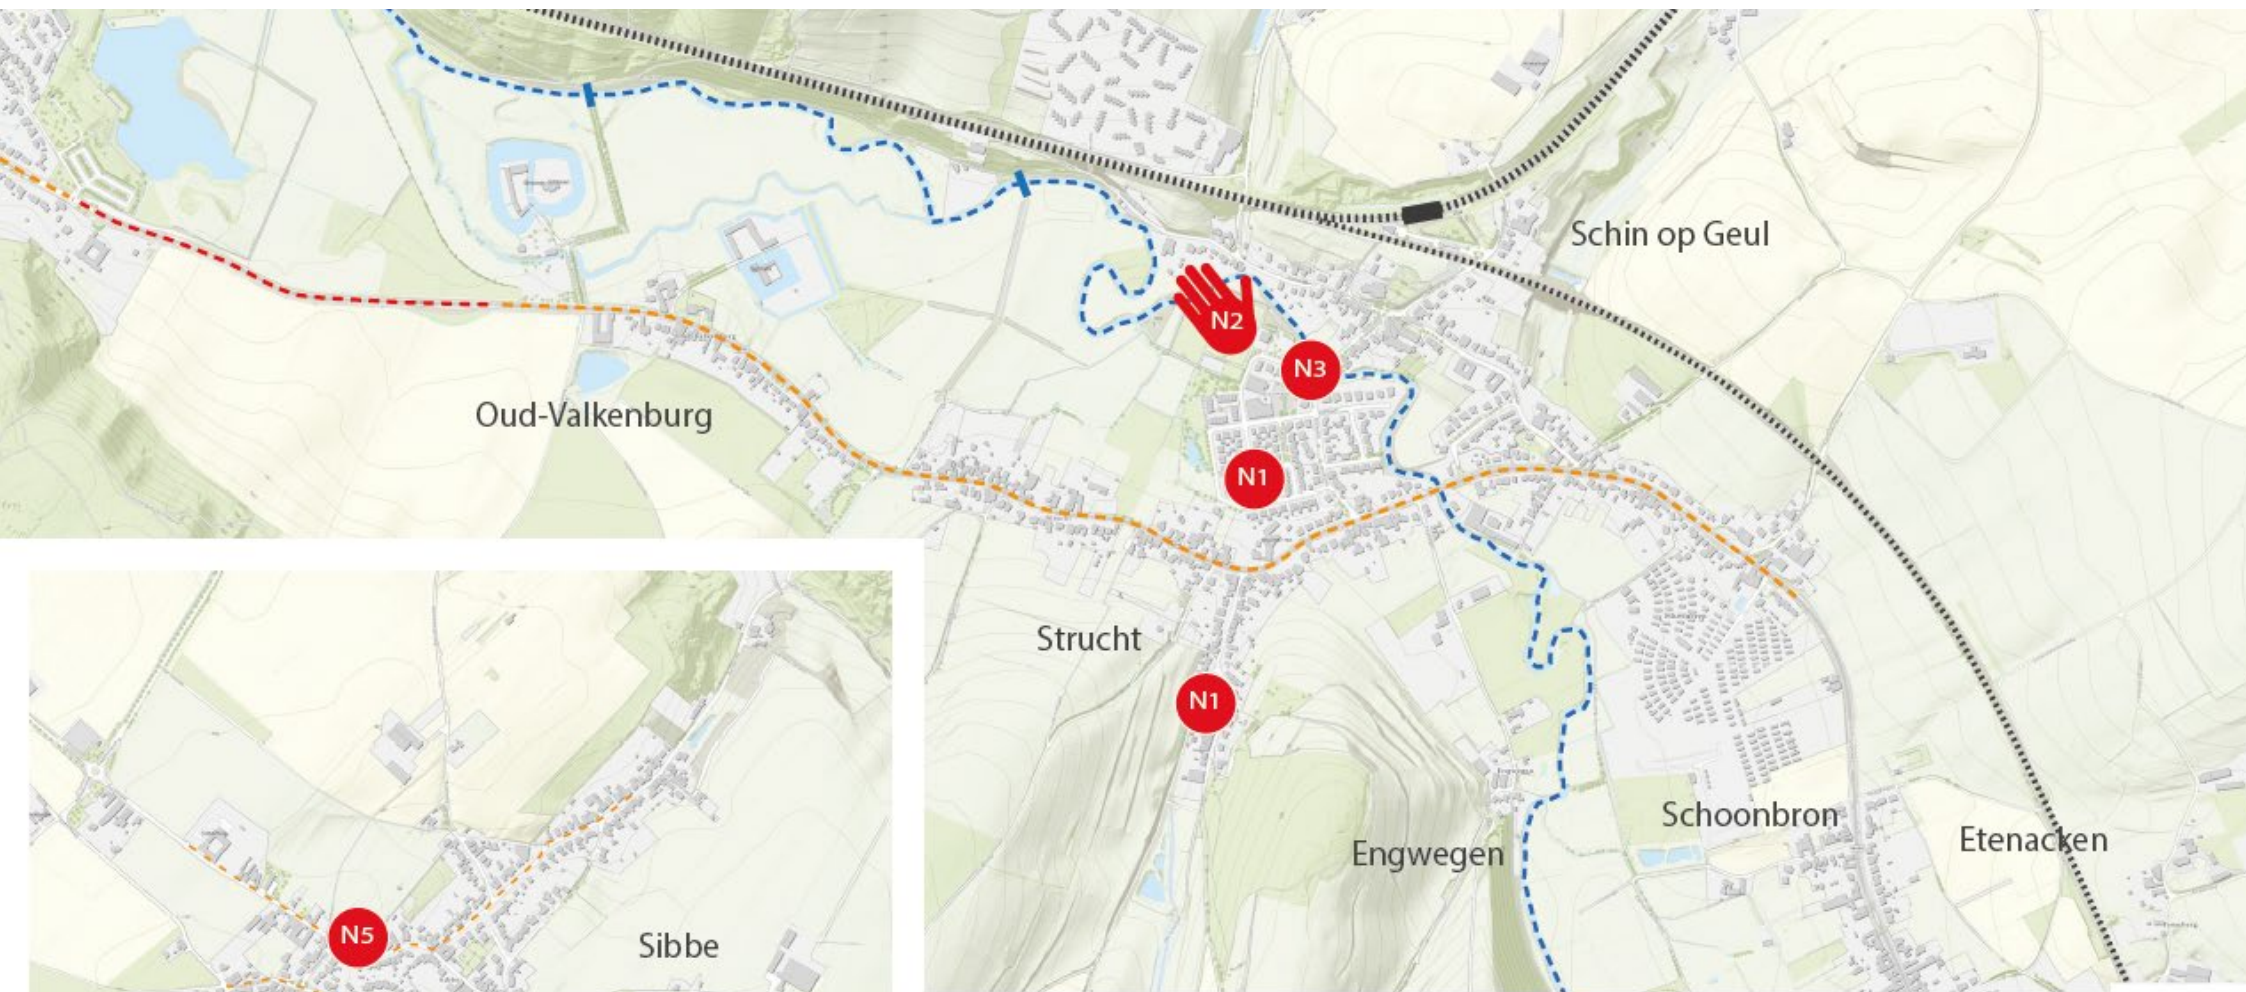 Schin op Geul
N2
N3
Oud-Valkenburg
N1
Strucht
N1
Schoonbron
Etenacken
Engwegen
N5
Sibbe